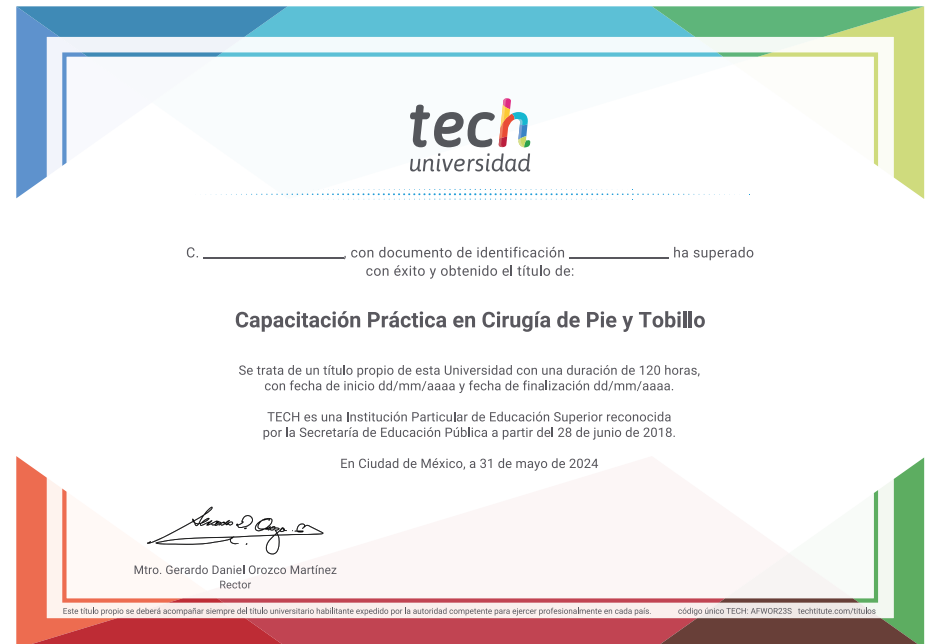 tech
universidad
C. ____________, con documento de identificación ____________ ha superado
con éxito y obtenido el título de:
Capacitación Práctica en Cirugía de Pie y Tobillo
Se trata de un título propio de esta Universidad con una duración de 120 horas,
con fecha de inicio dd/mm/aaaa y fecha de finalización dd/mm/aaaa.
TECH es una Institución Particular de Educación Superior reconocida
por la Secretaría de Educación Pública a partir del 28 de junio de 2018.
En Ciudad de México, a 31 de mayo de 2024
Mtro. Gerardo Daniel Orozco Martínez
Rector
Este título propio se deberá acompañar siempre del título universitario habilitante expedido por la autoridad competente para ejercer profesionalmente en cada país. código único TECH: AFWOR23S techtitute.com/titulos